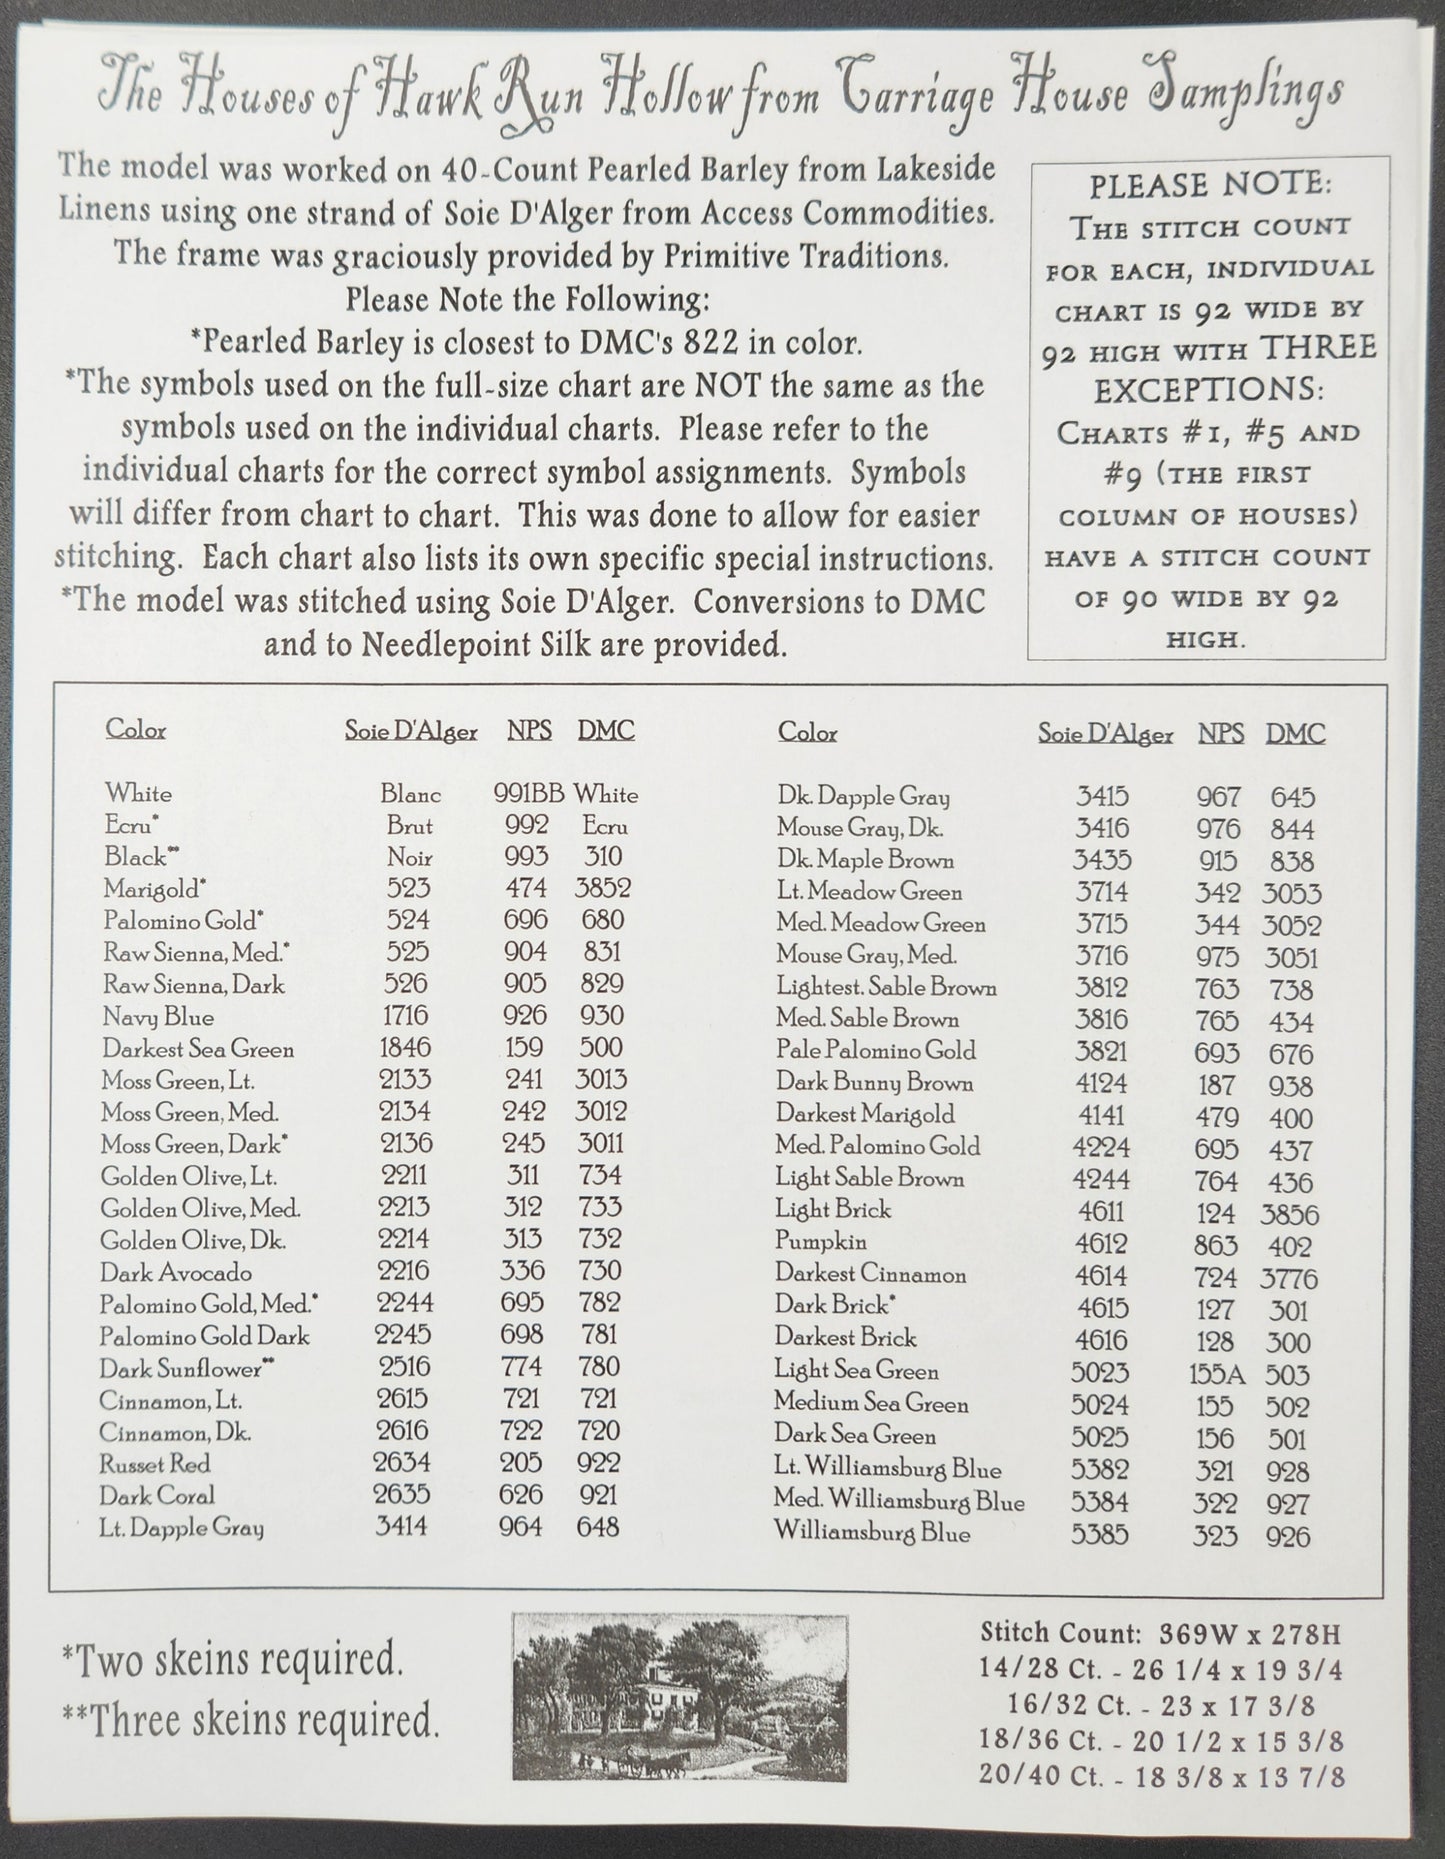 The Houses of Hawk Run Hollow from Carriage House Samplings
The model was worked on 40-Count Pearled Barley from Lakeside
Linens using one strand of Soie D'Alger from Access Commodities.
The frame was graciously provided by Primitive Traditions.
Please Note the Following:
*Pearled Barley is closest to DMC's 822 in color.
*The symbols used on the full-size chart are NOT the same as the
symbols used on the individual charts. Please refer to the
individual charts for the correct symbol assignments. Symbols
will differ from chart to chart. This was done to allow for easier
stitching. Each chart also lists its own specific special instructions.
*The model was stitched using Soie D'Alger. Conversions to DMC
and to Needlepoint Silk are provided.
PLEASE NOTE:
THE STITCH COUNT
FOR EACH, INDIVIDUAL
CHART IS 92 WIDE BY
92 HIGH WITH THREE
EXCEPTIONS:
CHARTS #1, #5 AND
#9 (THE FIRST
COLUMN OF HOUSES)
HAVE A STITCH COUNT
OF 90 WIDE BY 92
HIGH.
Color Soie D'Alger NPS DMC
White Blanc 991BB White
Ecru* Brut 992 Ecru
Black** Noir 993 310
Marigold* 523 474 3852
Palomino Gold* 524 696 680
Raw Sienna, Med.* 525 904 831
Raw Sienna, Dark 526 905 829
Navy Blue 1716 926 930
Darkest Sea Green 1846 159 500
Moss Green, Lt. 2133 241 3013
Moss Green, Med. 2134 242 3012
Moss Green, Dark* 2136 245 3011
Golden Olive, Lt. 2211 311 734
Golden Olive, Med. 2213 312 733
Golden Olive, Dk. 2214 313 732
Dark Avocado 2216 336 730
Palomino Gold, Med.* 2244 695 782
Palomino Gold Dark 2245 698 781
Dark Sunflower** 2516 774 780
Cinnamon, Lt. 2615 721 721
Cinnamon, Dk. 2616 722 720
Russet Red 2634 205 922
Dark Coral 2635 626 921
Lt. Dapple Gray 3414 964 648
Color Soie D'Alger NPS DMC
Dk. Dapple Gray 3415 967 645
Mouse Gray, Dk. 3416 976 844
Dk. Maple Brown 3435 915 838
Lt. Meadow Green 3714 342 3053
Med. Meadow Green 3715 344 3052
Mouse Gray, Med. 3716 975 3051
Lightest. Sable Brown 3812 763 738
Med. Sable Brown 3816 765 434
Pale Palomino Gold 3821 693 676
Dark Bunny Brown 4124 187 938
Darkest Marigold 4141 479 400
Med. Palomino Gold 4224 695 437
Light Sable Brown 4244 764 436
Light Brick 4611 124 3856
Pumpkin 4612 863 402
Darkest Cinnamon 4614 724 3776
Dark Brick* 4615 127 301
Darkest Brick 4616 128 300
Light Sea Green 5023 155A 503
Medium Sea Green 5024 155 502
Dark Sea Green 5025 156 501
Lt. Williamsburg Blue 5382 321 928
Med. Williamsburg Blue 5384 322 927
Williamsburg Blue 5385 323 926
*Two skeins required.
**Three skeins required.
Stitch Count: 369W x 278H
14/28 Ct. - 26 1/4 x 19 3/4
16/32 Ct. - 23 x 17 3/8
18/36 Ct. - 20 1/2 x 15 3/8
20/40 Ct. - 18 3/8 x 13 7/8